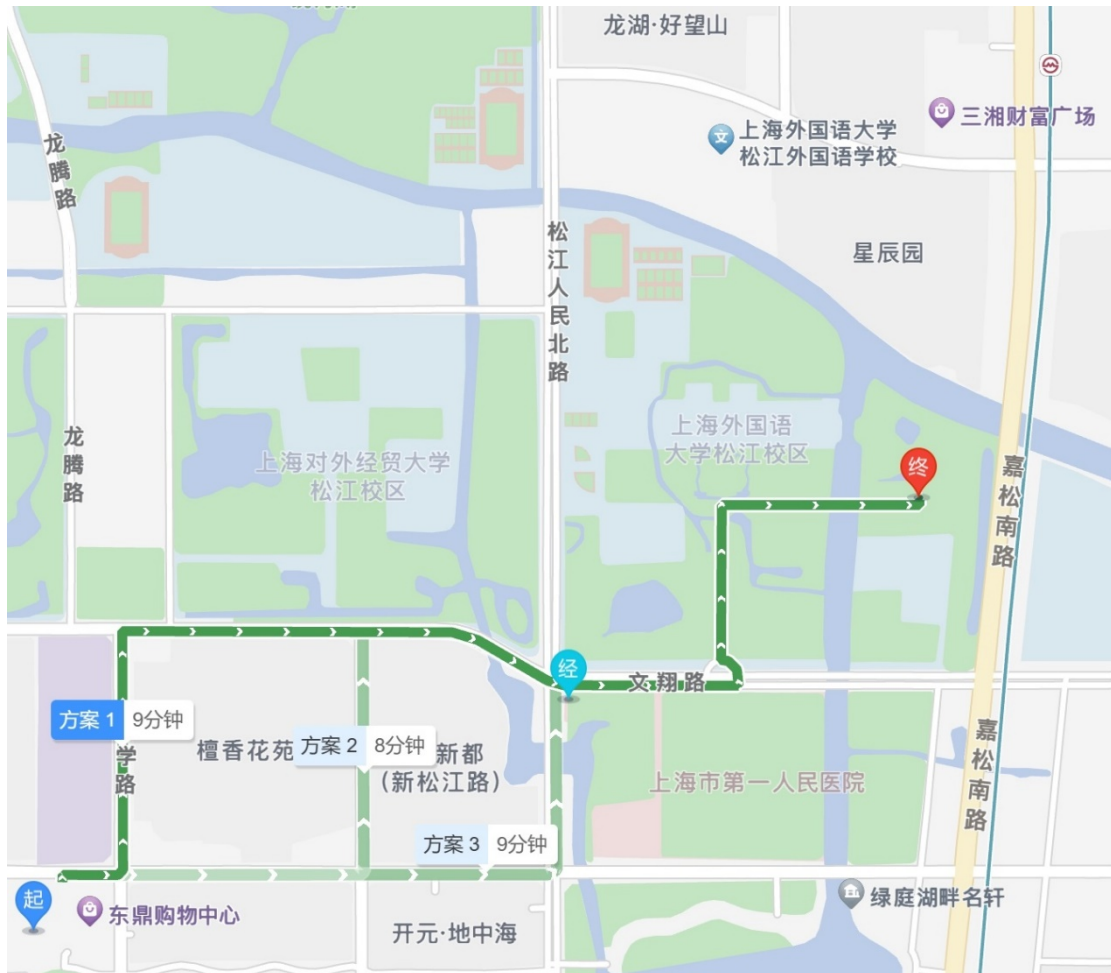 龙湖·好望山
三湘财富广场
上海外国语大学
松江外国语学校
文
龙腾路
松江人民北路
星辰园
上海外国语
大学松江校区
龙腾路
上海对外经贸大学
松江校区
终
嘉松南路
经
文翔路
方案 1 9分钟
学路
檀香花苑
方案 2 8分钟
新都
(新松江路)
上海市第一人民医院
嘉松南路
方案 3 9分钟
起
东鼎购物中心
开元·地中海
绿庭湖畔名轩